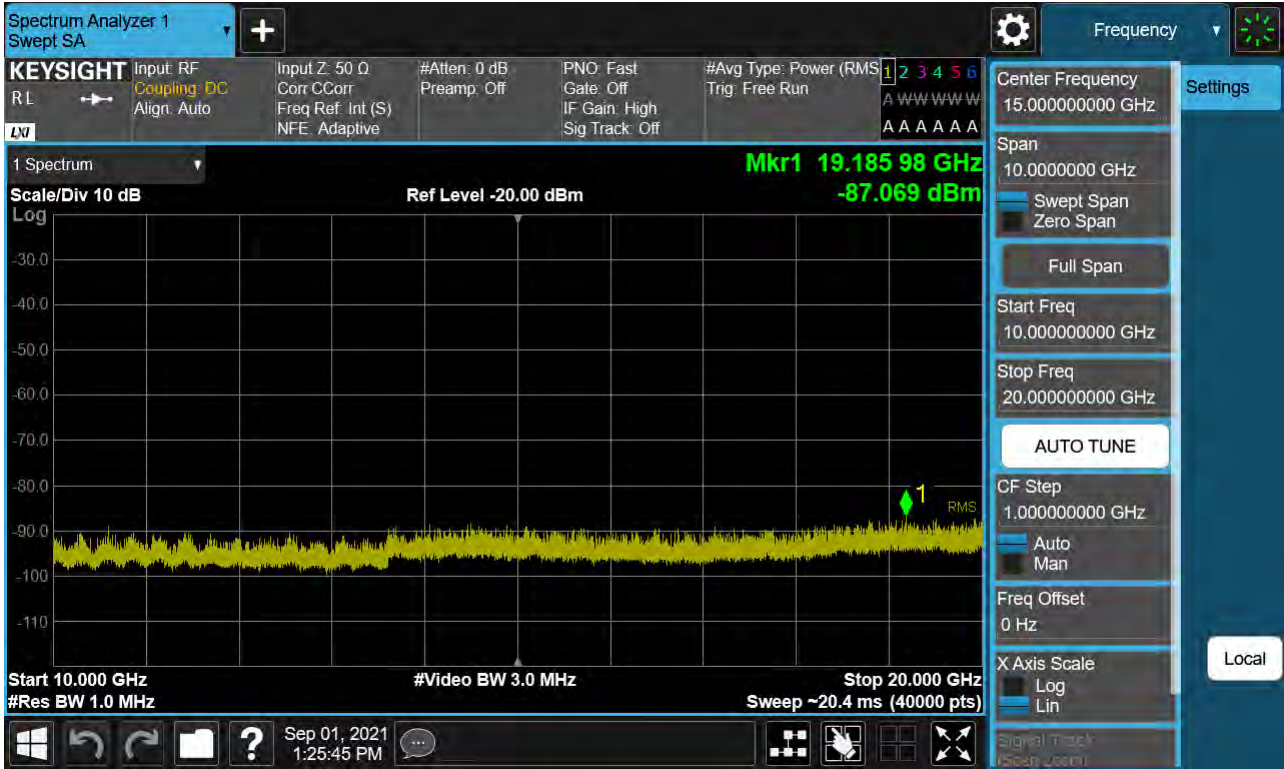 Spectrum Analyzer 1
Swept SA
+
Frequency
KEYSIGHT
R L
LXI
Input: RF
Coupling: DC
Align: Auto
Input Z: 50 Ω
Corr CCorr
Freq Ref: Int (S)
NFE: Adaptive
#Atten: 0 dB
Preamp: Off
PNO: Fast
Gate: Off
IF Gain: High
Sig Track: Off
#Avg Type: Power (RMS
Trig: Free Run
1 2 3 4 5 6
A W W W W W
A A A A A A
Center Frequency
15.000000000 GHz
Settings
Span
10.0000000 GHz
Swept Span
Zero Span
Full Span
Start Freq
10.000000000 GHz
Stop Freq
20.000000000 GHz
AUTO TUNE
CF Step
1.000000000 GHz
Auto
Man
Freq Offset
0 Hz
X Axis Scale
Log
Lin
Signal Track
(Span Zoom)
Local
1 Spectrum
Mkr1 19.185 98 GHz
-87.069 dBm
Scale/Div 10 dB
Ref Level -20.00 dBm
Log
-30.0
-40.0
-50.0
-60.0
-70.0
-80.0
-90.0
-100
-110
1
RMS
Start 10.000 GHz
#Video BW 3.0 MHz
Stop 20.000 GHz
#Res BW 1.0 MHz
Sweep ~20.4 ms (40000 pts)
?
Sep 01, 2021
1:25:45 PM